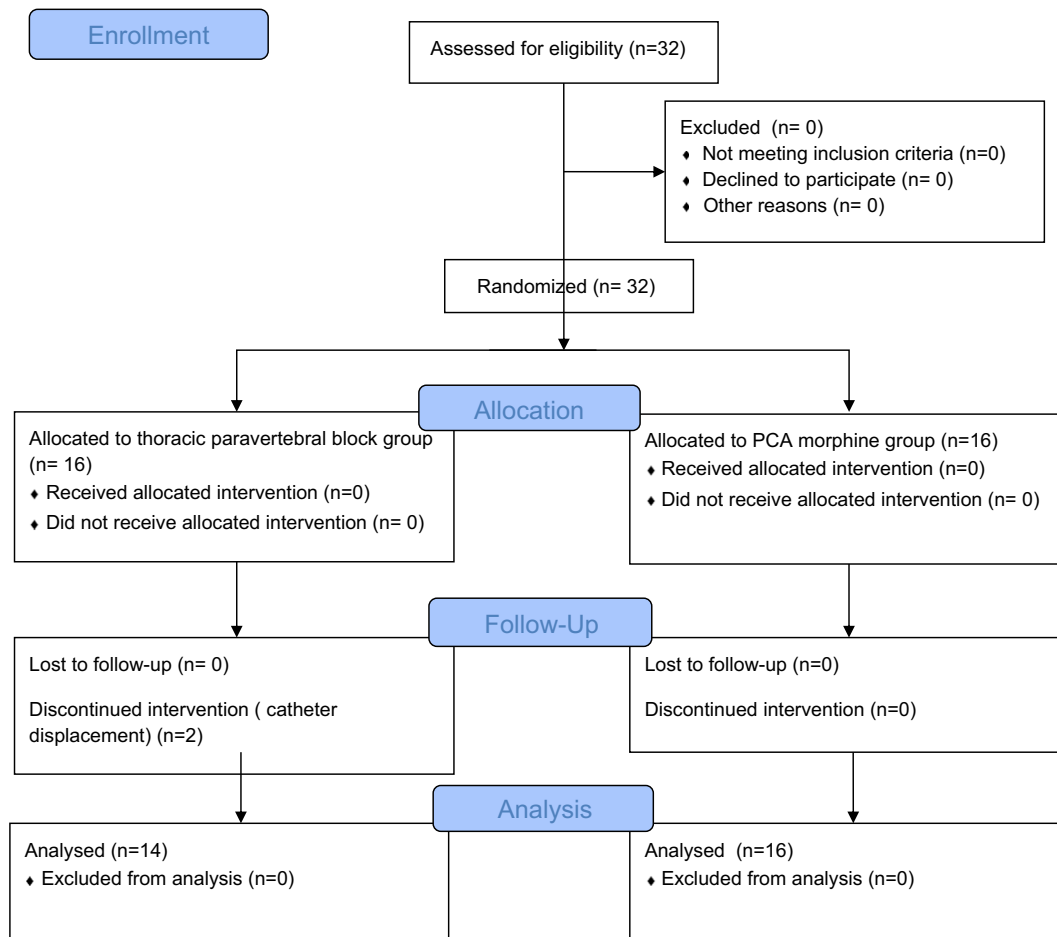 Enrollment
Assessed for eligibility (n=32)
Excluded (n= 0)
♦ Not meeting inclusion criteria (n=0)
♦ Declined to participate (n= 0)
♦ Other reasons (n= 0)
Randomized (n= 32)
Allocation
Allocated to thoracic paravertebral block group
(n= 16)
♦ Received allocated intervention (n=0)
♦ Did not receive allocated intervention (n= 0)
Allocated to PCA morphine group (n=16)
♦ Received allocated intervention (n=0)
♦ Did not receive allocated intervention (n= 0)
Follow-Up
Lost to follow-up (n= 0)
Discontinued intervention ( catheter
displacement) (n=2)
Lost to follow-up (n=0)
Discontinued intervention (n=0)
Analysis
Analysed (n=14)
♦ Excluded from analysis (n=0)
Analysed (n=16)
♦ Excluded from analysis (n=0)